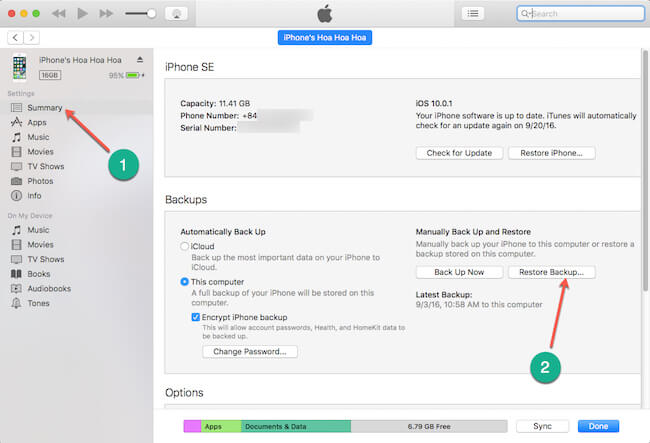 Search
iPhone's Hoa Hoa Hoa
iPhone's Hoa Hoa Hoa
16GB 95%
Settings
Summary
Apps
Music
Movies
TV Shows
Photos
Info
On My Device
Music
Movies
TV Shows
Books
Audiobooks
Tones
1
iPhone SE
Capacity: 11.41 GB
Phone Number: +84
Serial Number:
iOS 10.0.1
Your iPhone software is up to date. iTunes will automatically
check for an update again on 9/20/16.
Check for Update Restore iPhone...
Backups
Automatically Back Up
iCloud
Back up the most important data on your iPhone to
iCloud.
This computer
A full backup of your iPhone will be stored on this
computer.
Encrypt iPhone backup
This will allow account passwords, Health, and HomeKit data to
be backed up.
Change Password...
Manually Back Up and Restore
Manually back up your iPhone to this computer or restore a
backup stored on this computer.
Back Up Now Restore Backup...
Latest Backup:
9/3/16, 10:58 AM to this computer
2
Options
Apps Documents & Data 6.79 GB Free Sync Done